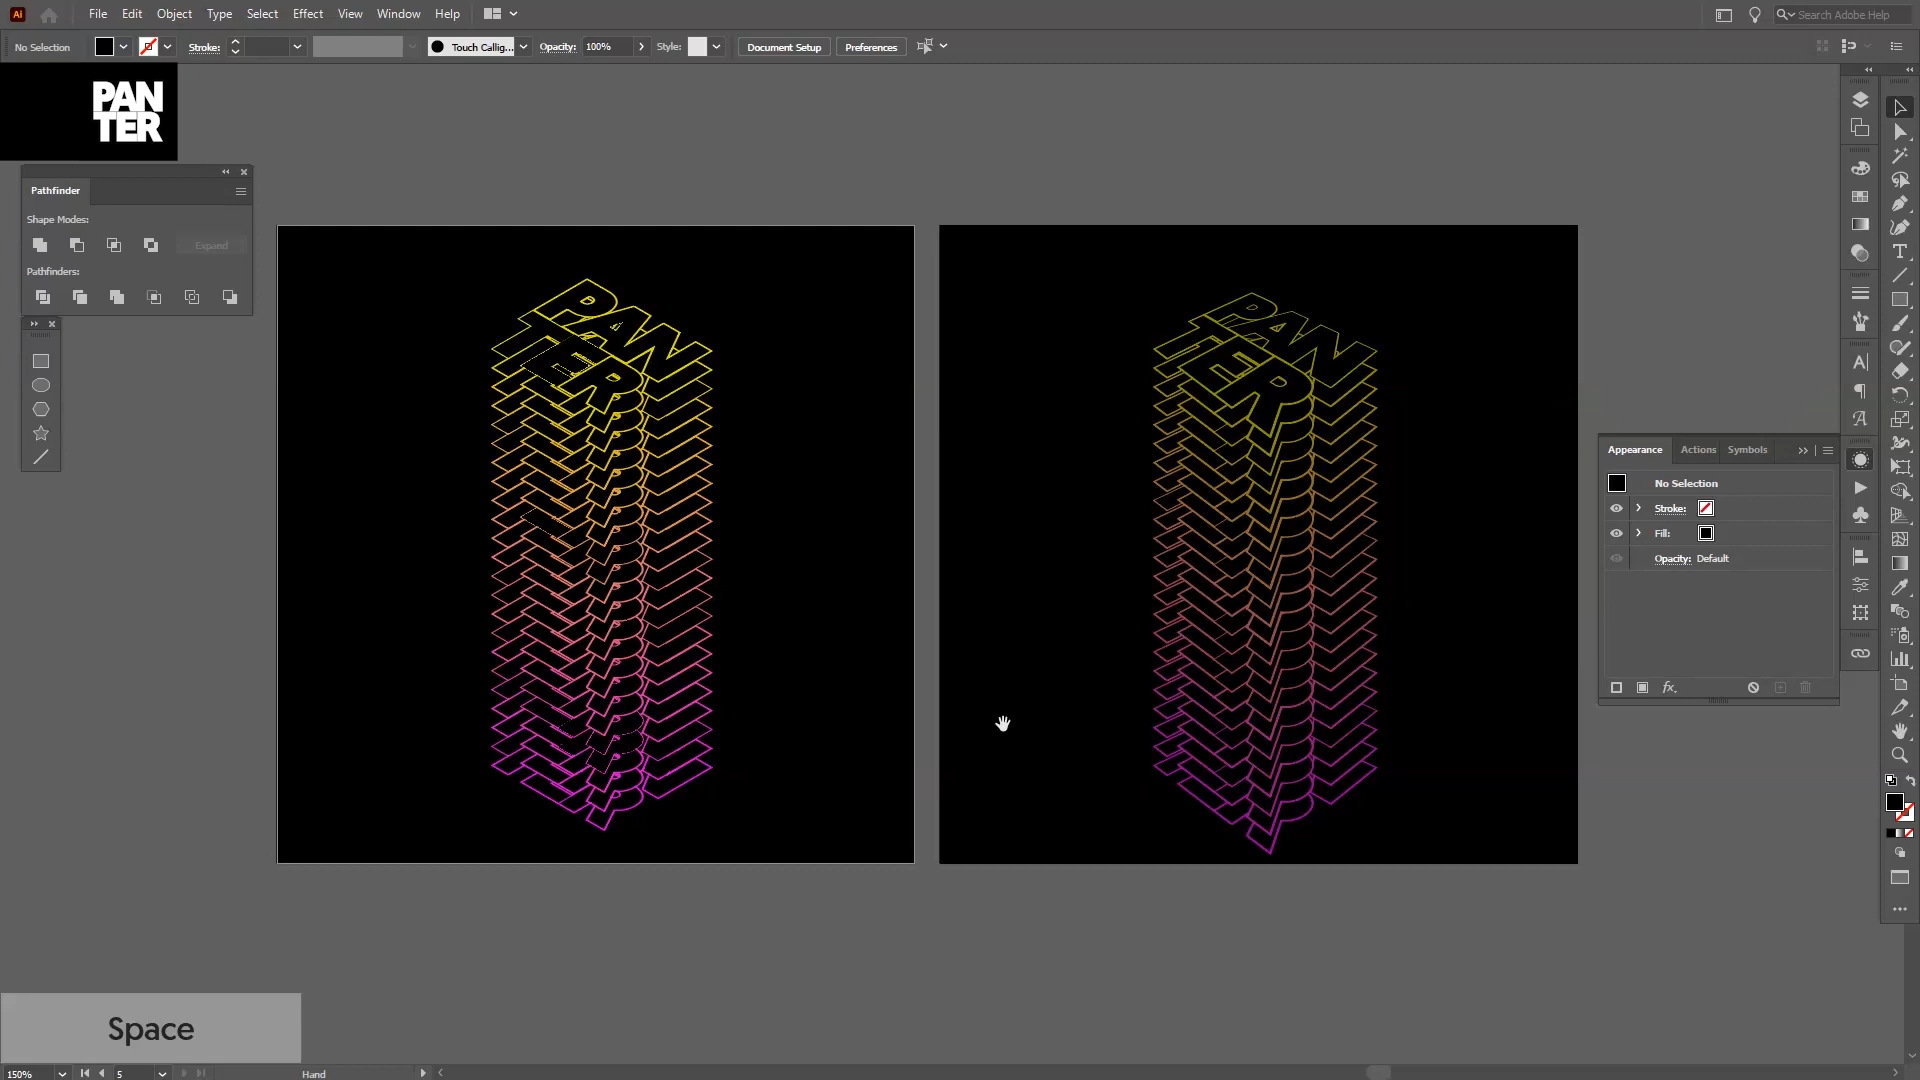 Ai File Edit Object Type Select Effect View Window Help Search Adobe Help
No Selection Stroke: Touch Callig... Opacity: 100% Style: Document Setup Preferences
PAN
TER
Pathfinder
Shape Modes:
Expand
Pathfinders:
PAN
TER
PAN
TER
Appearance Actions Symbols
No Selection
Stroke:
Fill:
Opacity: Default
fx.
Space
150% 5 Hand